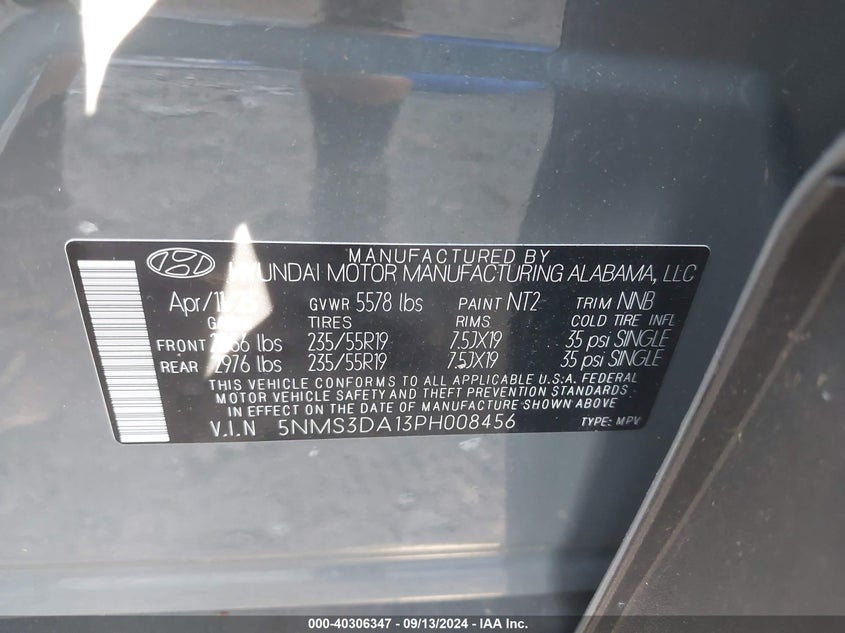 MANUFACTURED BY
HYUNDAI MOTOR MANUFACTURING ALABAMA, LLC
GVWR 5578 lbs PAINT NT2 TRIM NNB
TIRES RIMS COLD TIRE INFL
FRONT lbs 235/55R19 7.5JX19 35 psi SINGLE
REAR 2976 lbs 235/55R19 7.5JX19 35 psi SINGLE
THIS VEHICLE CONFORMS TO ALL APPLICABLE U.S.A. FEDERAL
MOTOR VEHICLE SAFETY AND THEFT PREVENTION STANDARDS
IN EFFECT ON THE DATE OF MANUFACTURE SHOWN ABOVE
V.I.N 5NMS3DA13PH008456 TYPE: MPV
000-40306347 - 09/13/2024 - IAA Inc.